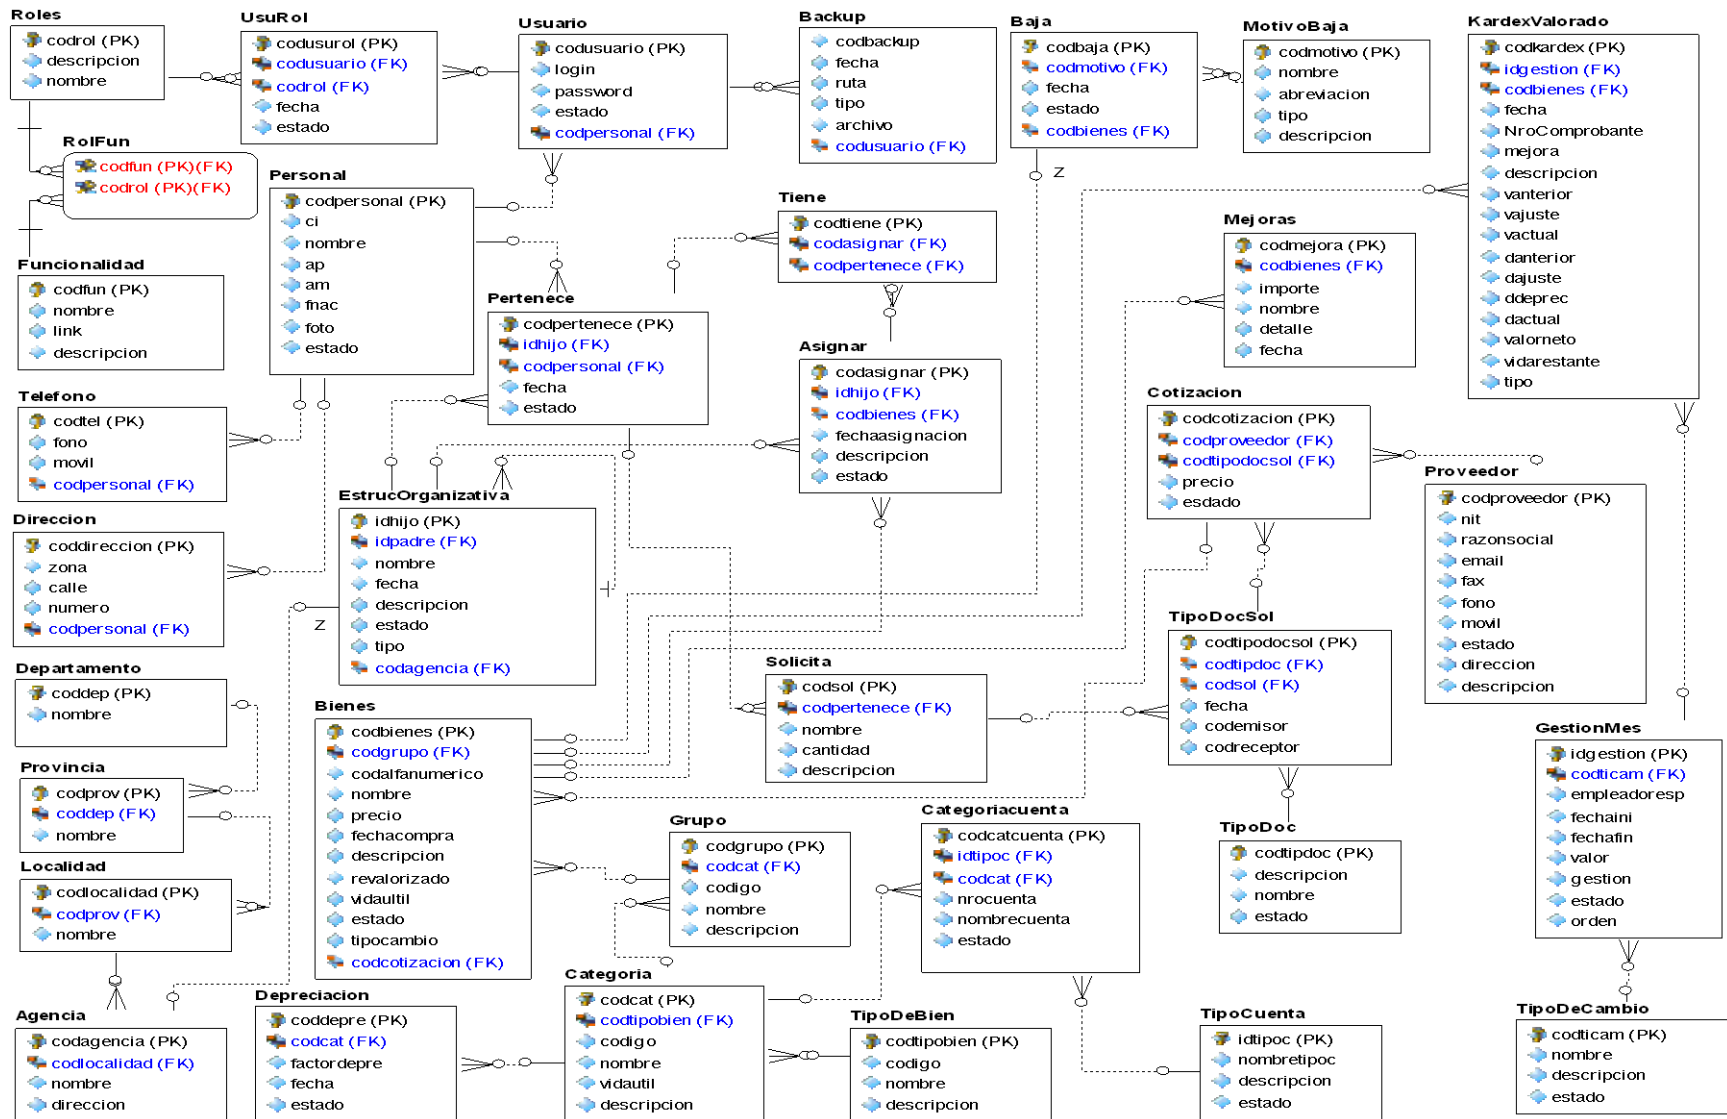 Roles
codrol (PK)
descripcion
nombre
UsuRol
codusurol (PK)
codusuario (FK)
codrol (FK)
fecha
estado
Usuario
codusuario (PK)
login
password
estado
codpersonal (FK)
Backup
codbackup
fecha
ruta
tipo
archivo
codusuario (FK)
Baja
codbaja (PK)
codmotivo (FK)
fecha
estado
codbienes (FK)
Z
MotivoBaja
codmotivo (PK)
nombre
abreviacion
tipo
descripcion
KardexValorado
codkardex (PK)
idgestion (FK)
codbienes (FK)
fecha
NroComprobante
mejora
descripcion
vanterior
vajuste
vactual
danterior
dajuste
ddeprec
dactual
valorneto
vidarestante
tipo
RolFun
codfun (PK)(FK)
codrol (PK)(FK)
Personal
codpersonal (PK)
ci
nombre
ap
am
fnac
foto
estado
Tiene
codtiene (PK)
codasignar (FK)
codpertenece (FK)
Mejoras
codmejora (PK)
codbienes (FK)
importe
nombre
detalle
fecha
Funcionalidad
codfun (PK)
nombre
link
descripcion
Pertenece
codpertenece (PK)
idhijo (FK)
codpersonal (FK)
fecha
estado
Asignar
codasignar (PK)
idhijo (FK)
codbienes (FK)
fechaasignacion
descripcion
estado
Telefono
codtel (PK)
fono
movil
codpersonal (FK)
Cotizacion
codcotizacion (PK)
codproveedor (FK)
codtipodocsol (FK)
precio
esdado
Proveedor
codproveedor (PK)
nit
razonsocial
email
fax
fono
movil
estado
direccion
descripcion
Direccion
coddireccion (PK)
zona
calle
numero
codpersonal (FK)
EstrucOrganizativa
idhijo (PK)
idpadre (FK)
nombre
fecha
descripcion
estado
tipo
codagencia (FK)
Z
TipoDocSol
codtipodocsol (PK)
codtipdoc (FK)
codsol (FK)
fecha
codemisor
codreceptor
Solicita
codsol (PK)
codpertenece (FK)
nombre
cantidad
descripcion
Departamento
coddep (PK)
nombre
Bienes
codbienes (PK)
codgrupo (FK)
codalfanumerico
nombre
precio
fechacompra
descripcion
revalorizado
vidaultil
estado
tipocambio
codcotizacion (FK)
GestionMes
idgestion (PK)
codticam (FK)
empleadoresp
fechaini
fechafin
valor
gestion
estado
orden
Provincia
codprov (PK)
coddep (FK)
nombre
Grupo
codgrupo (PK)
codcat (FK)
codigo
nombre
descripcion
Categoriacuenta
codcatcuenta (PK)
idtipoc (FK)
codcat (FK)
nrocuenta
nombrecuenta
estado
TipoDoc
codtipdoc (PK)
descripcion
nombre
estado
Localidad
codlocalidad (PK)
codprov (FK)
nombre
Agencia
codagencia (PK)
codlocalidad (FK)
nombre
direccion
Depreciacion
coddepre (PK)
codcat (FK)
factordepre
fecha
estado
Categoria
codcat (PK)
codtipobien (FK)
codigo
nombre
vidautil
descripcion
TipoDeBien
codtipobien (PK)
codigo
nombre
descripcion
TipoCuenta
idtipoc (PK)
nombretipoc
descripcion
estado
TipoDeCambio
codticam (PK)
nombre
descripcion
estado